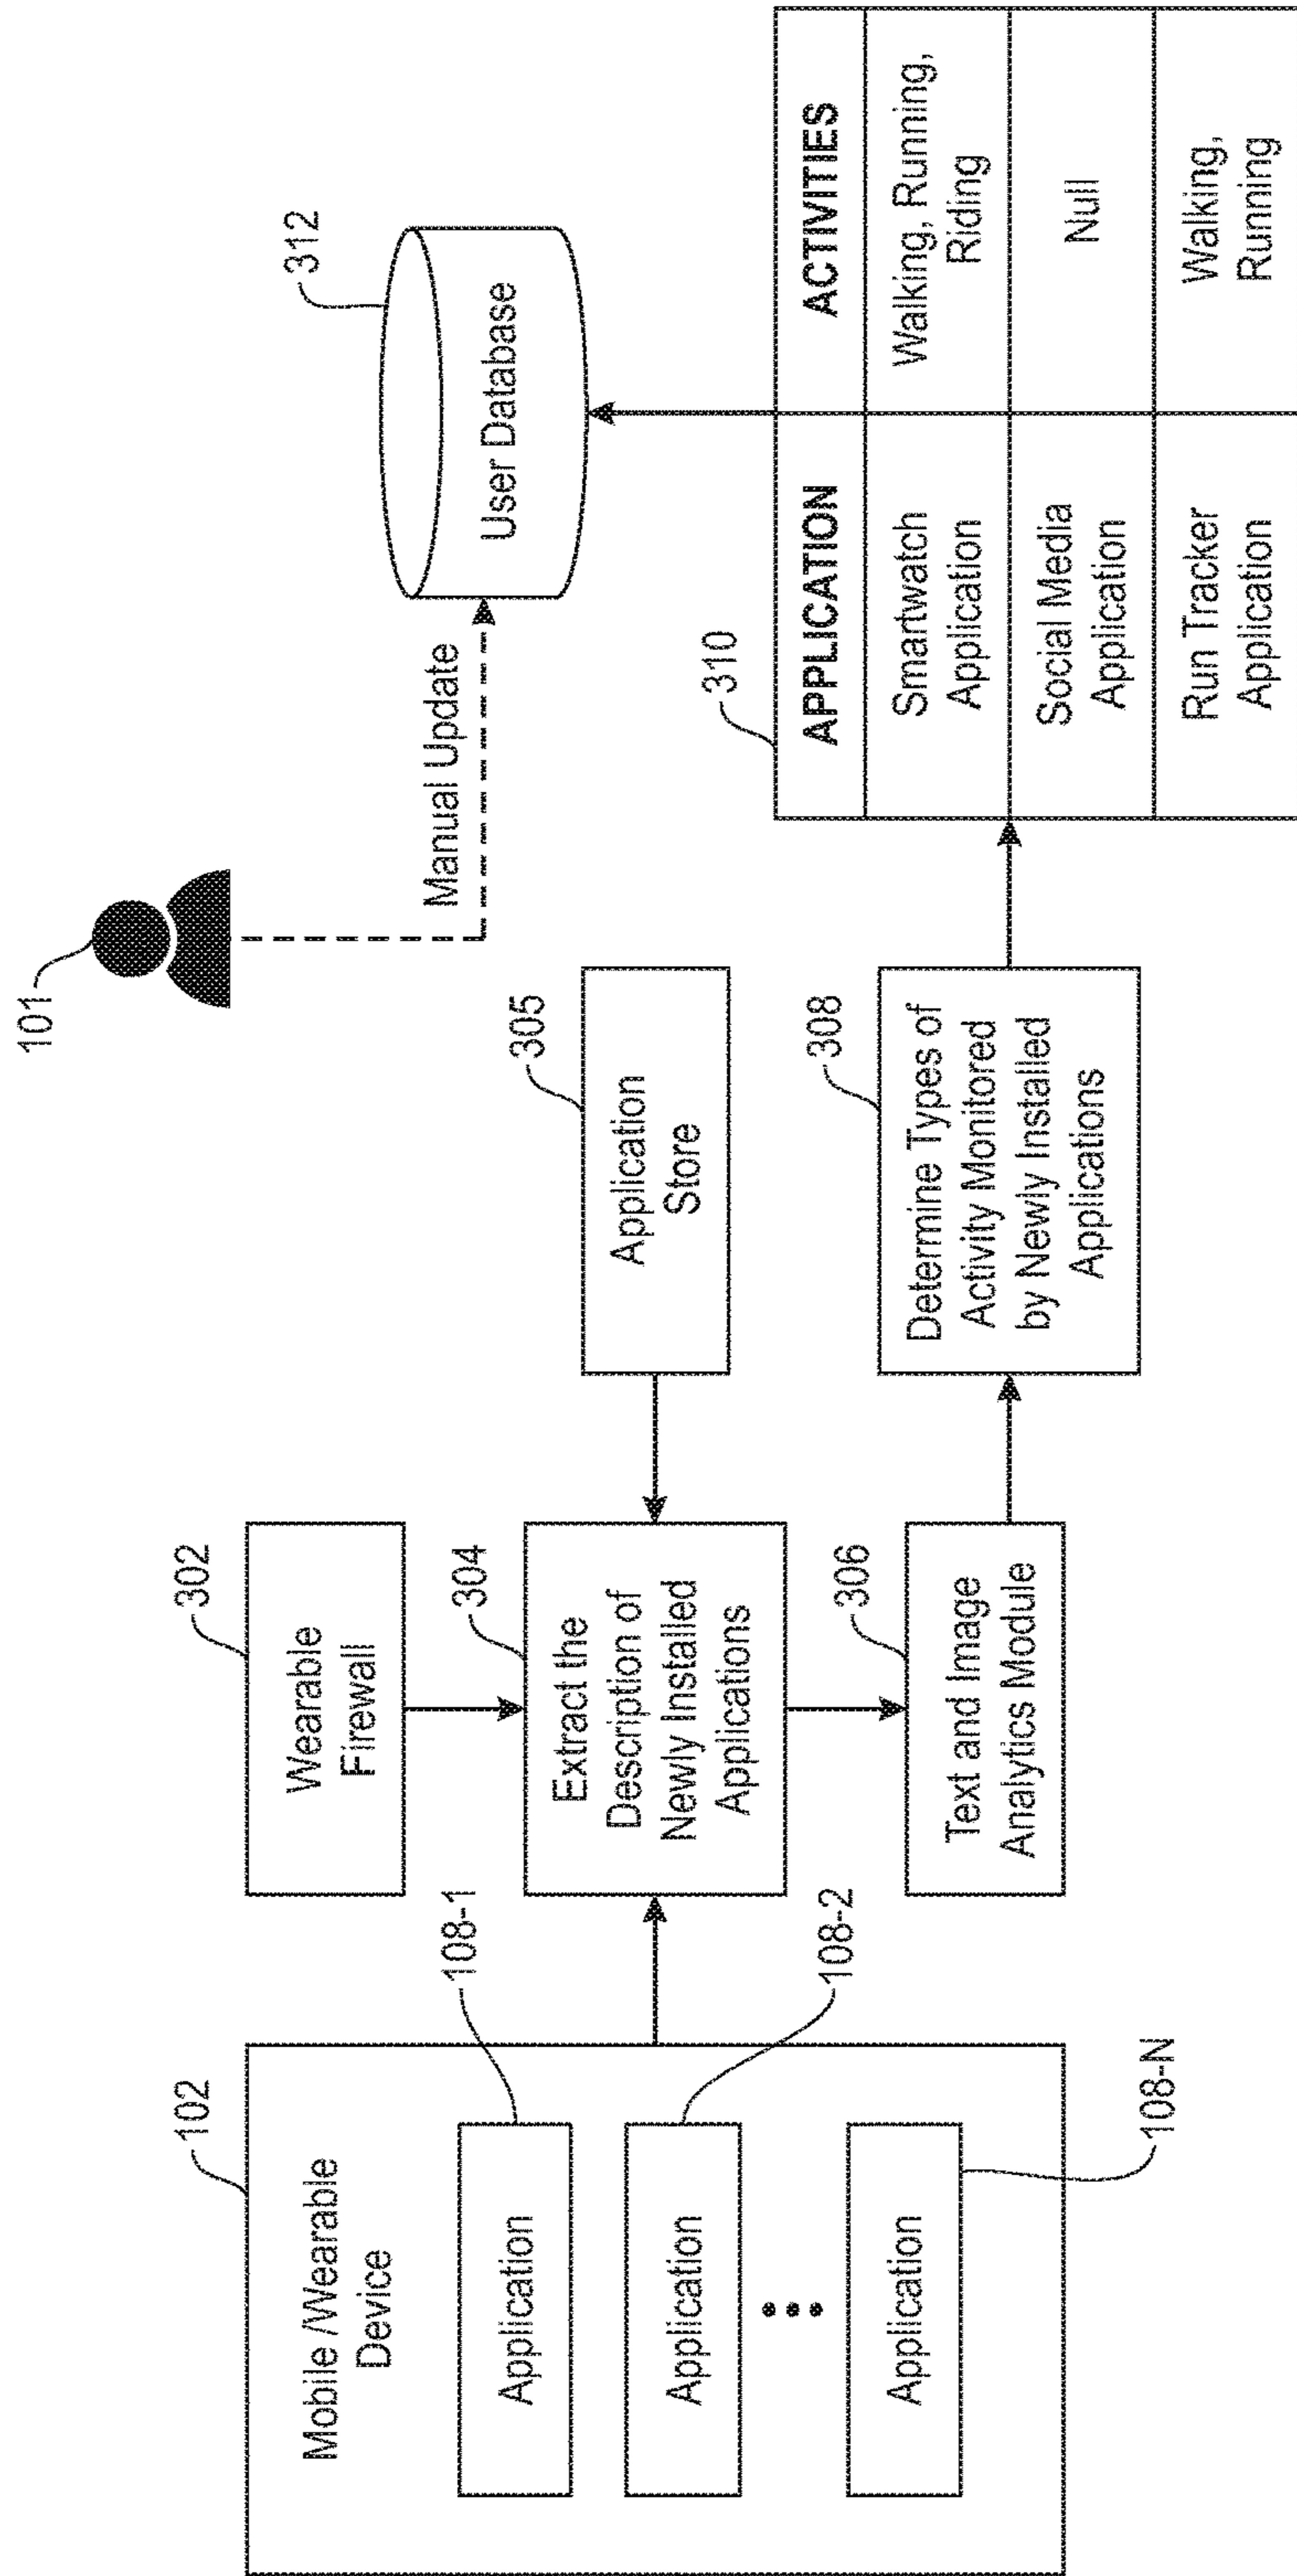 101
312
User Database
Manual Update
102
Mobile /Wearable
Device
108-1
Application
108-2
Application
108-N
Application
302
Wearable
Firewall
304
Extract the
Description of
Newly Installed
Applications
305
Application
Store
306
Text and Image
Analytics Module
308
Determine Types of
Activity Monitored
by Newly Installed
Applications
310
APPLICATION
ACTIVITIES
Smartwatch
Application
Walking, Running,
Riding
Social Media
Application
Null
Run Tracker
Application
Walking,
Running